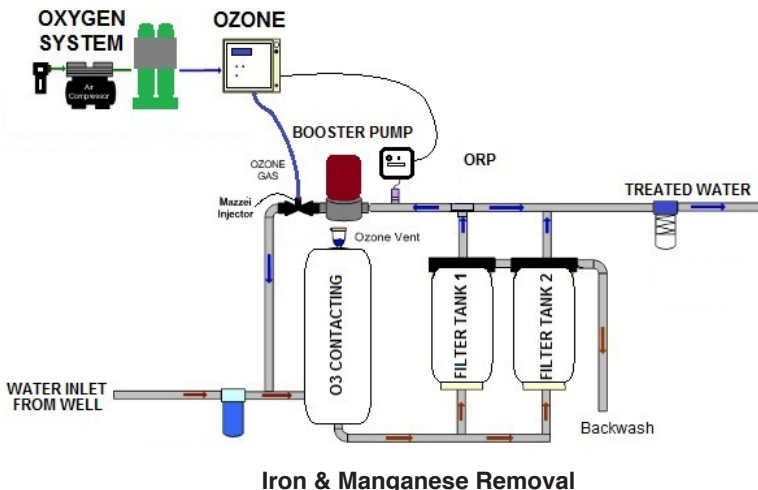 OXYGEN
SYSTEM
OZONE
Air
Compressor
BOOSTER PUMP
ORP
OZONE
GAS
TREATED WATER
Mazzei
Injector
Ozone Vent
O3 CONTACTING
FILTER TANK 1
FILTER TANK 2
WATER INLET
FROM WELL
Backwash
Iron & Manganese Removal